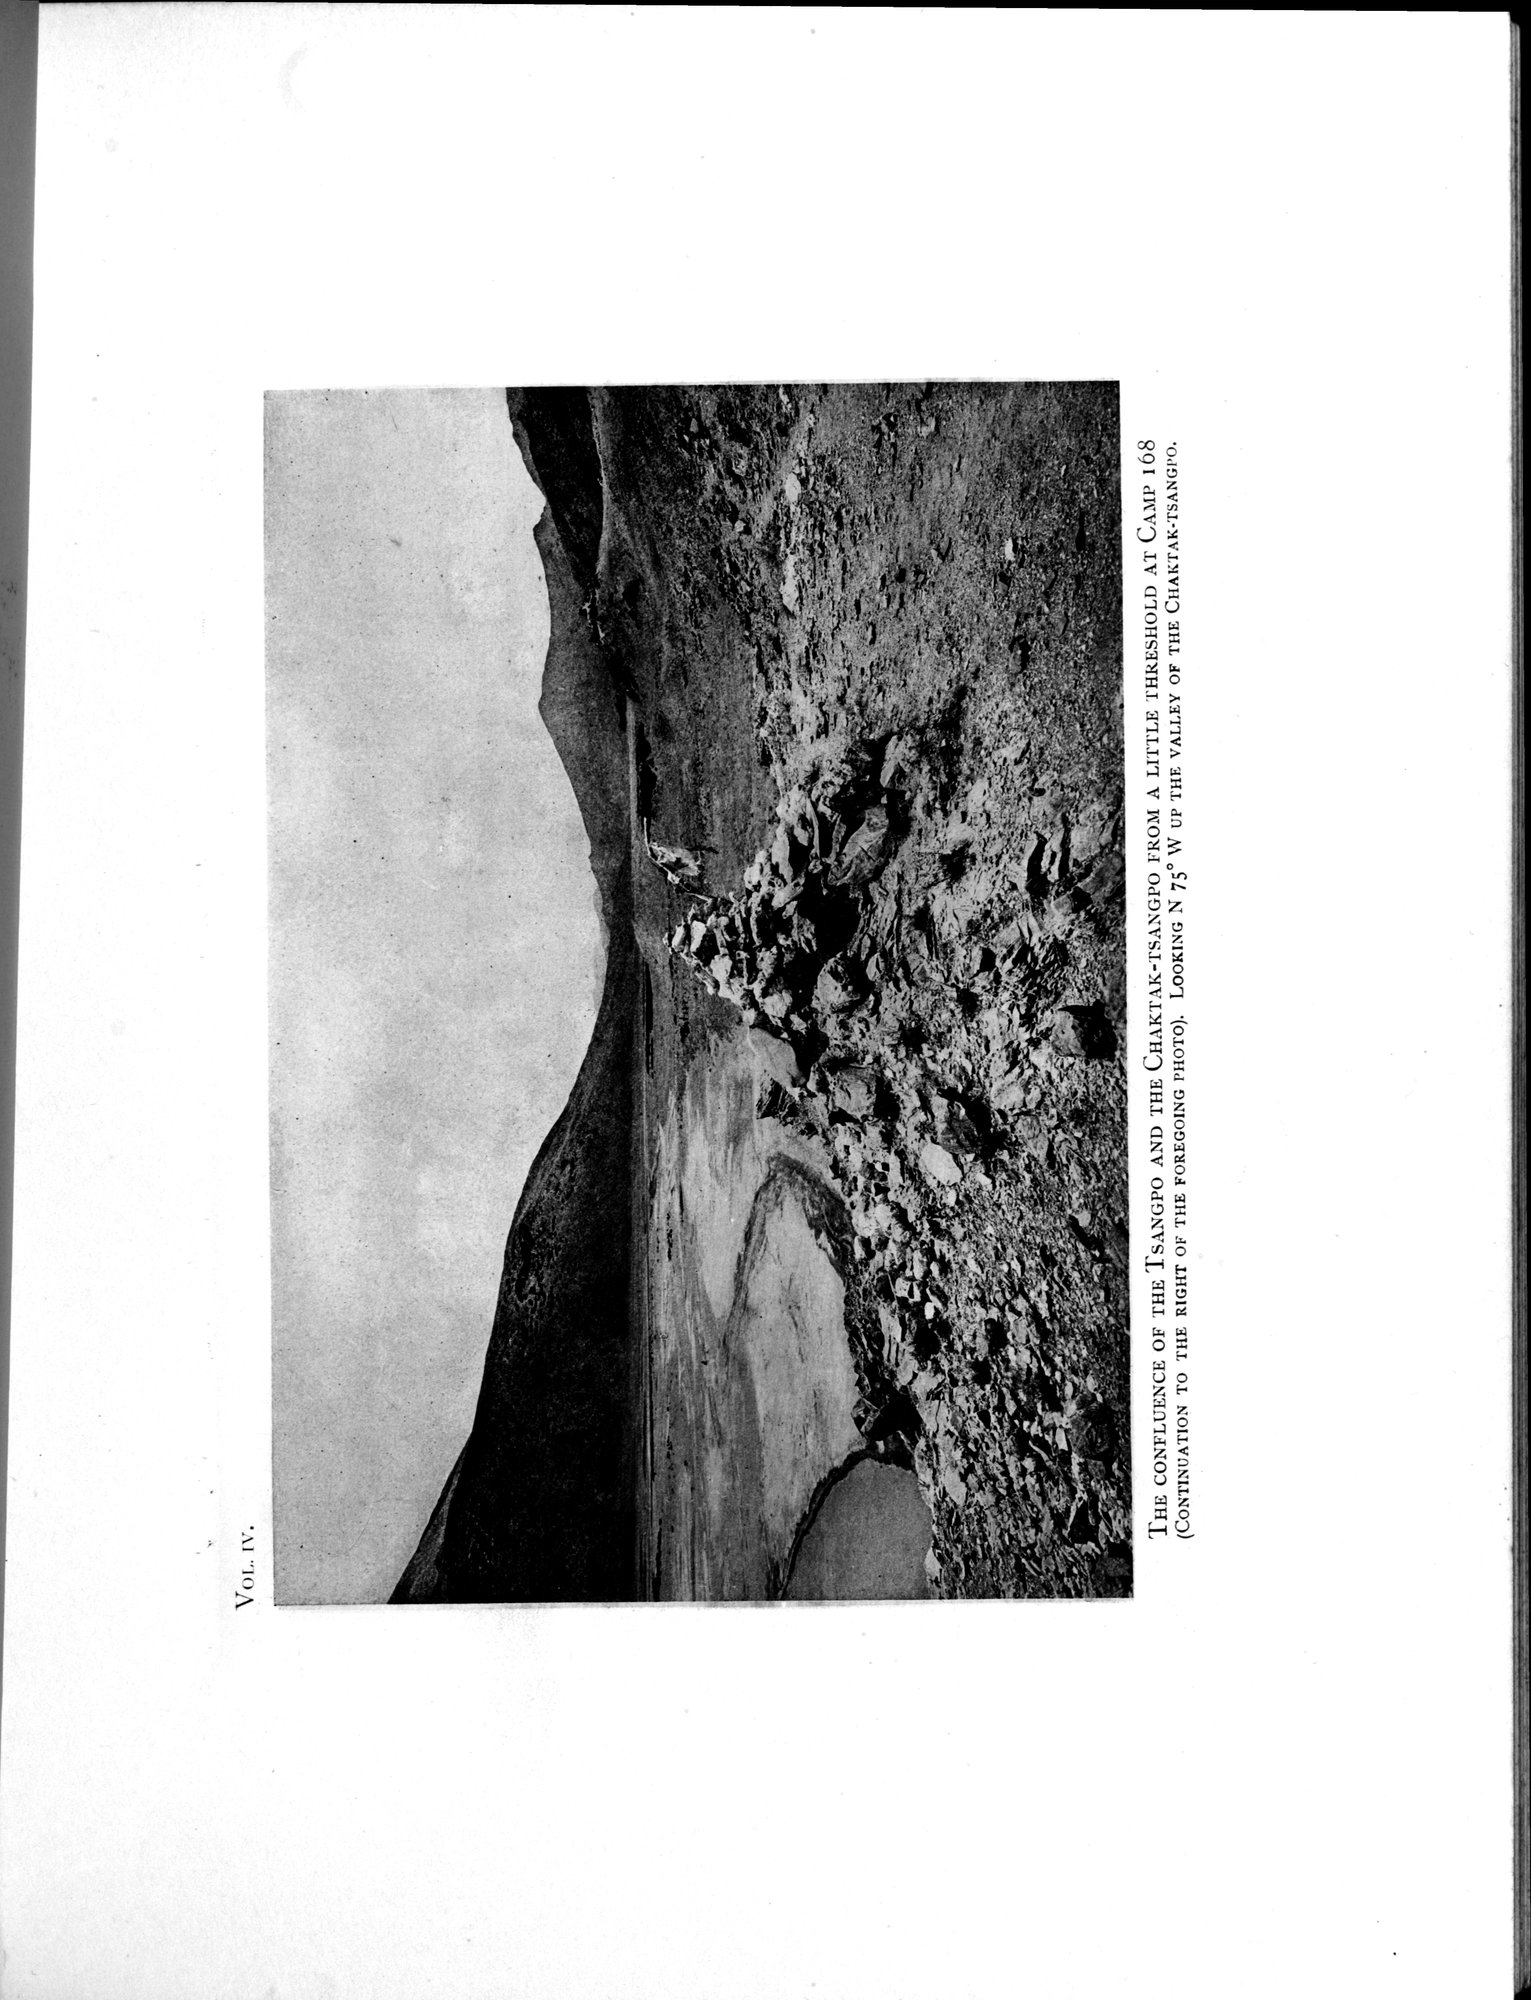 Vol. IV.
The confluence of the Tsangpo and the Chaktak-tsangpo from a little threshold at Camp 168
(Continuation to the right of the foregoing photo). Looking N 75° W up the valley of the Chaktak-tsangpo.